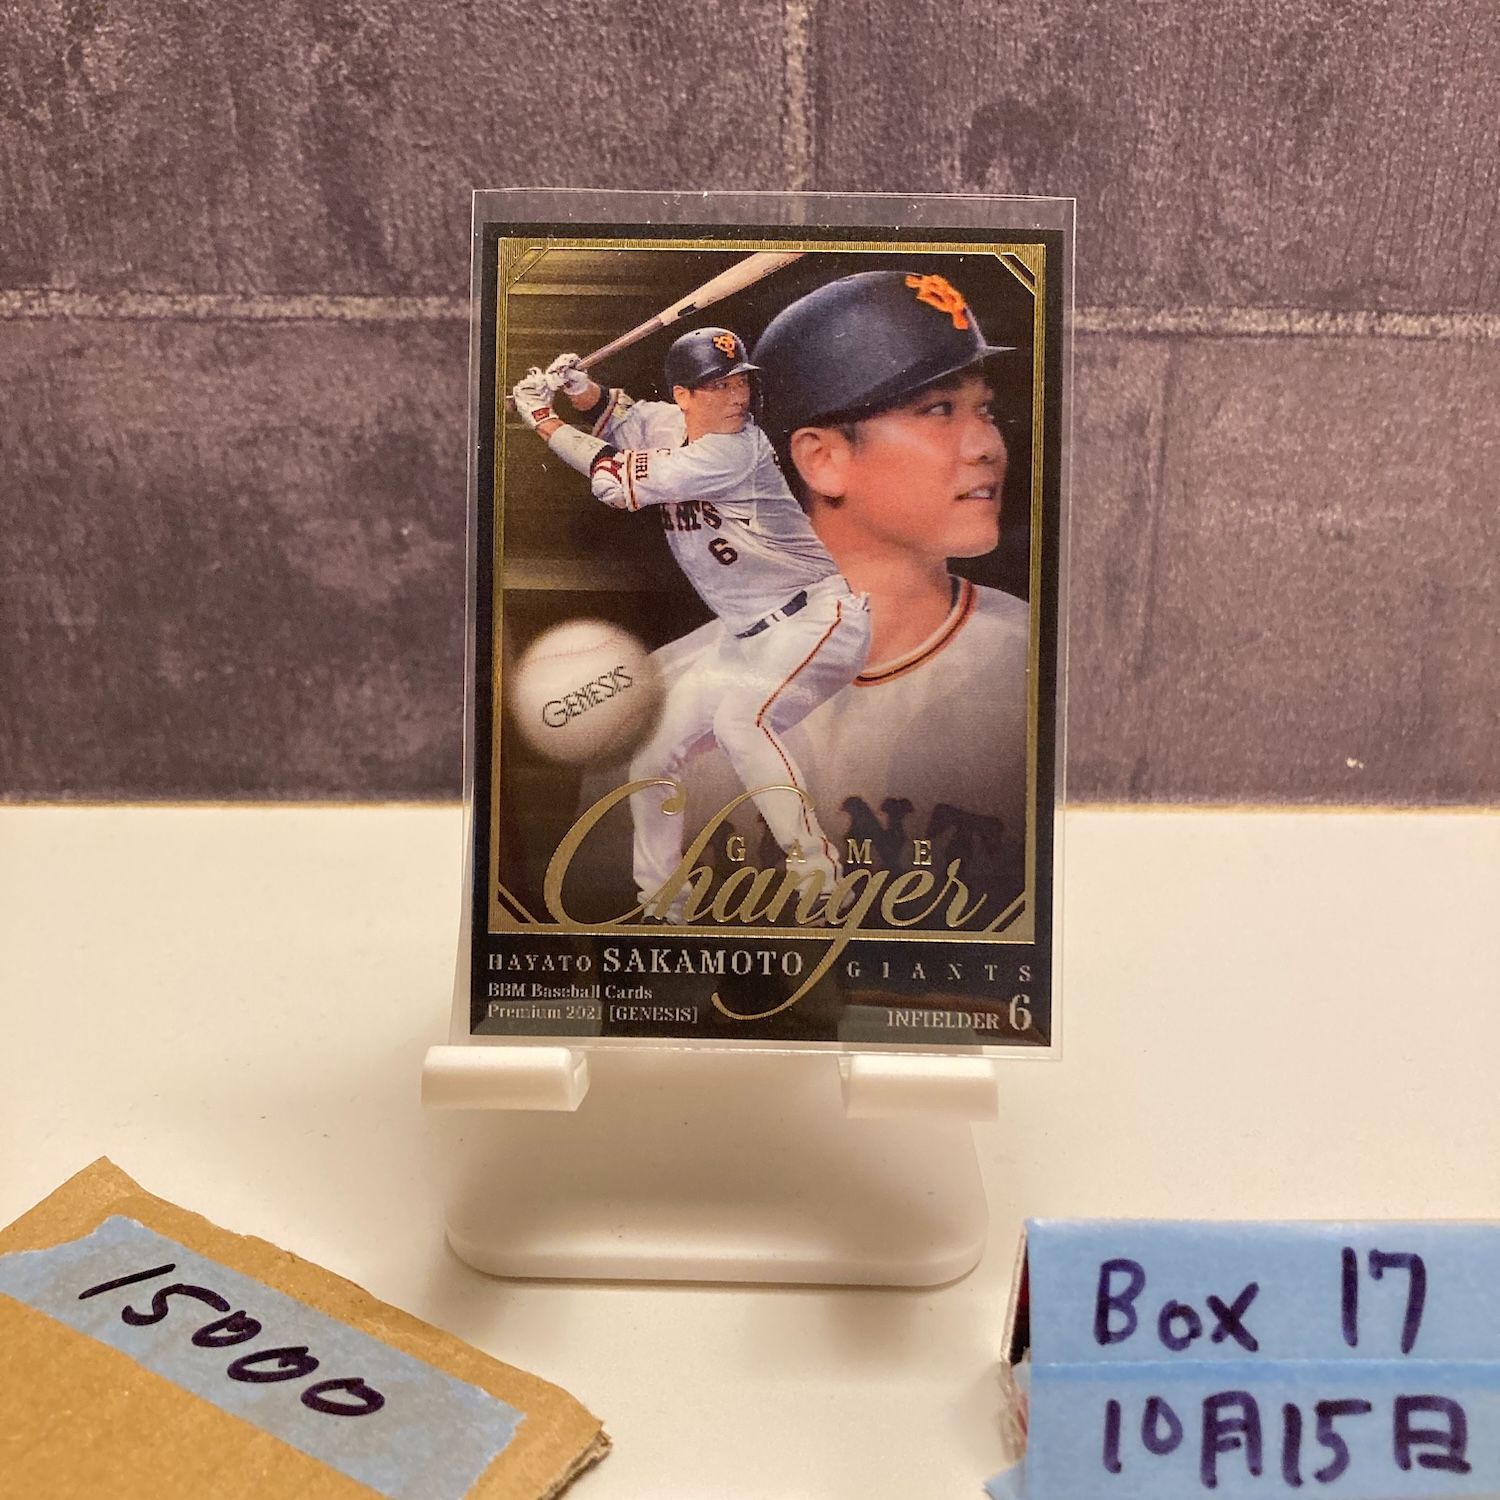 GIANTS
6
GENESIS
GAME
Changer
HAYATO SAKAMOTO GIANTS
BBM Baseball Cards
Premium 2021 [GENESIS]
INFIELDER 6
15000
Box 17
10月15日